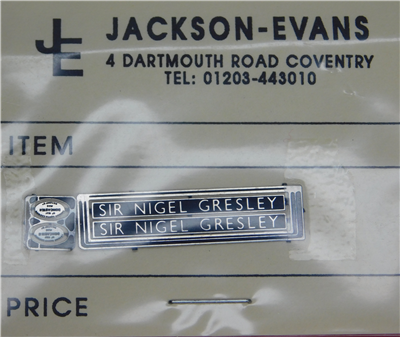 JE JACKSON-EVANS
4 DARTMOUTH ROAD COVENTRY
TEL: 01203-443010
ITEM
SIR NIGEL GRESLEY
SIR NIGEL GRESLEY
PRICE